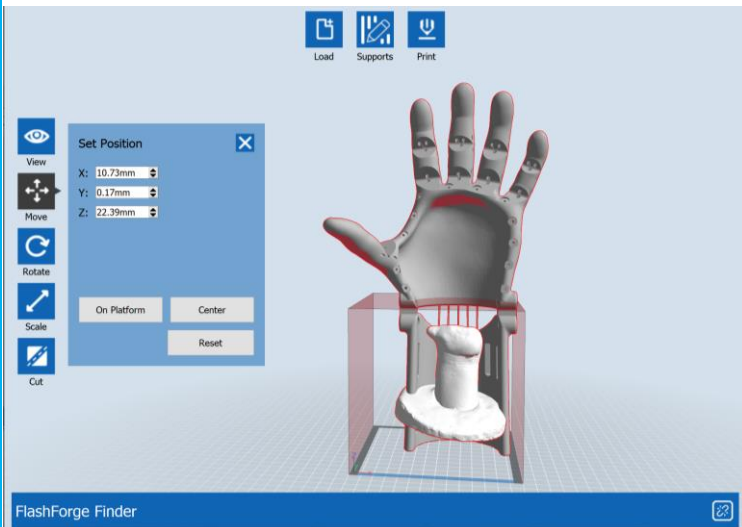 Load Supports Print
View
Move
Rotate
Scale
Cut
Set Position
X: 10.73mm
Y: 0.17mm
Z: 22.39mm
On Platform Center
Reset
FlashForge Finder